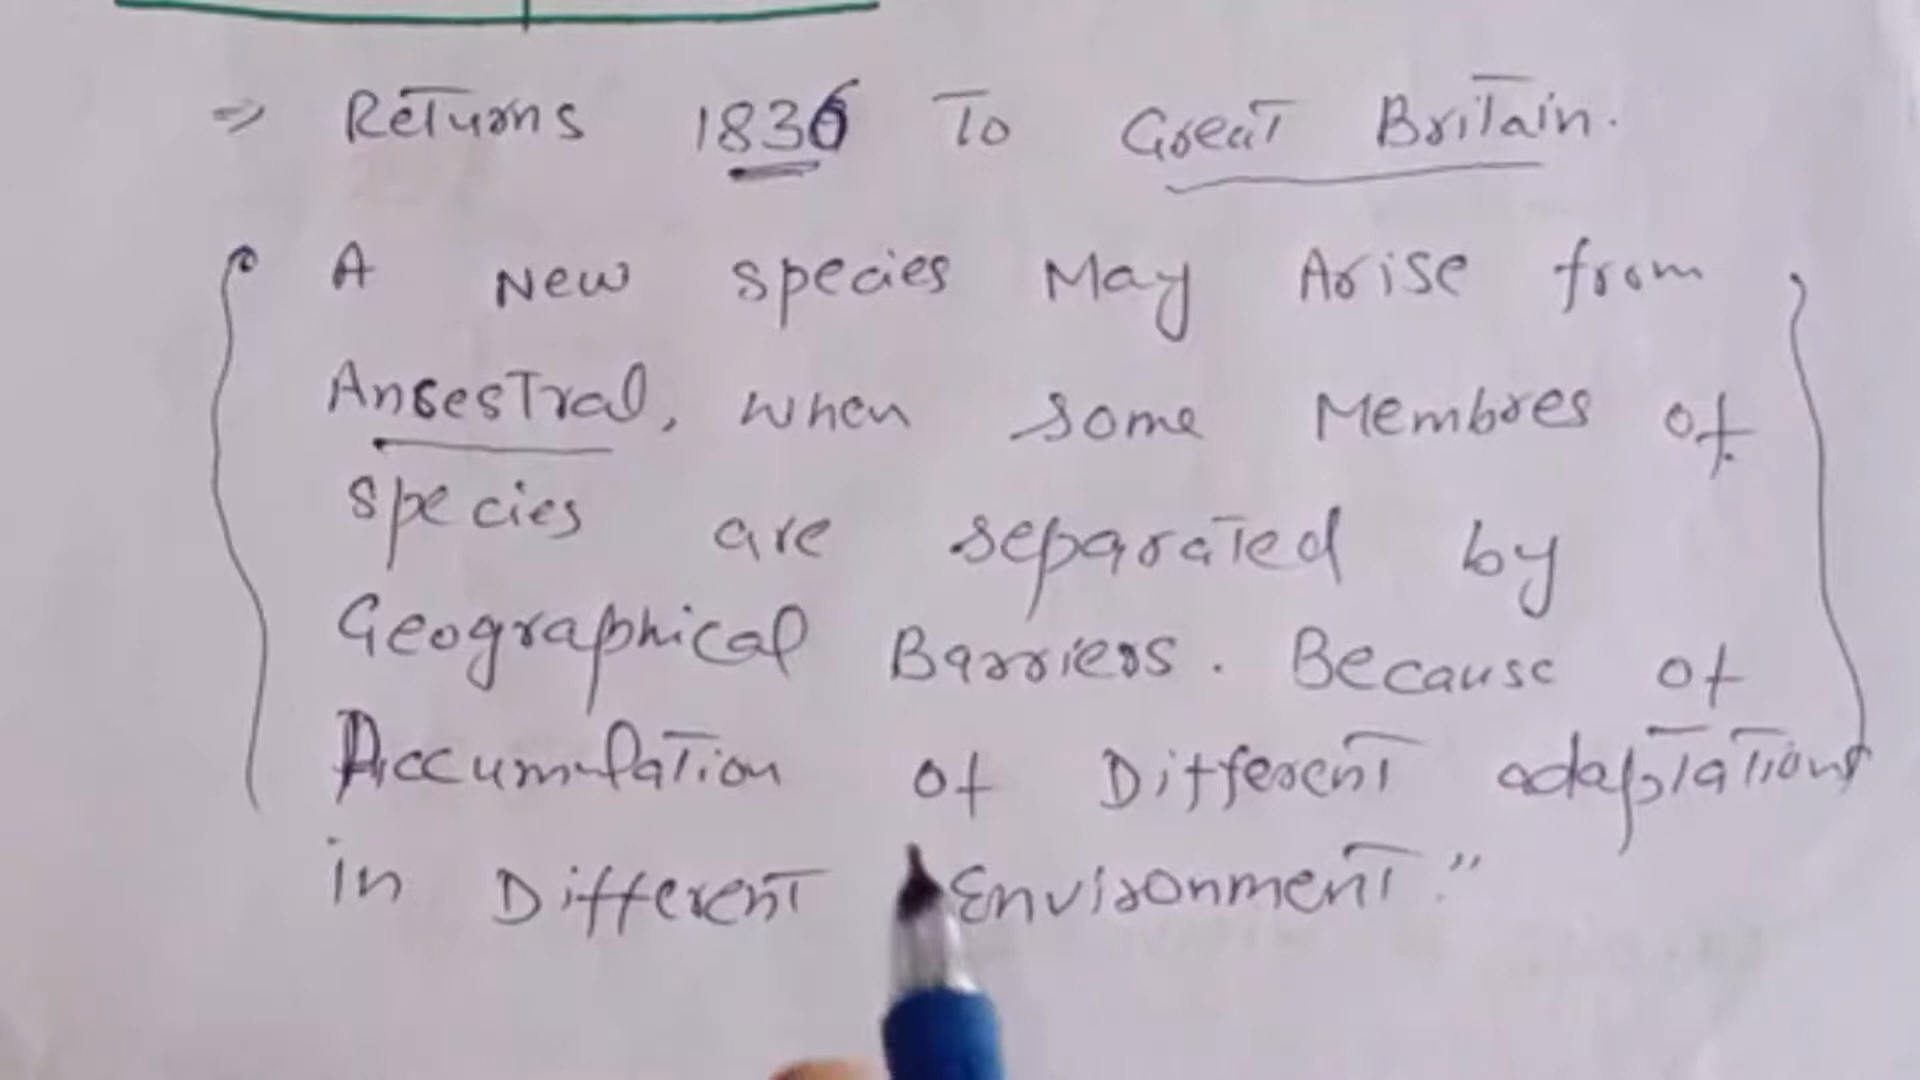 ⇒ Returns 1836 To Great Britain.
A New species May Arise from
Ansestral, when some Membres of
species are separated by
Geographical Barriers. Because of
Accumulation of Different adaptations
in Different Environment."